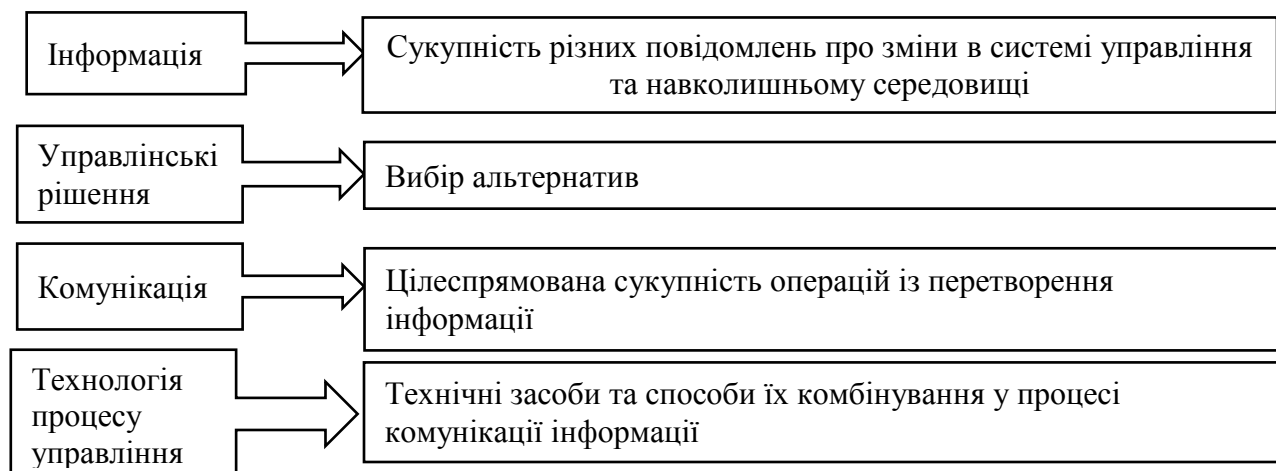 Інформація
Сукупність різних повідомлень про зміни в системі управління
та навколишньому середовищі
Управлінські
рішення
Вибір альтернатив
Комунікація
Цілеспрямована сукупність операцій із перетворення
інформації
Технологія
процесу
управління
Технічні засоби та способи їх комбінування у процесі
комунікації інформації